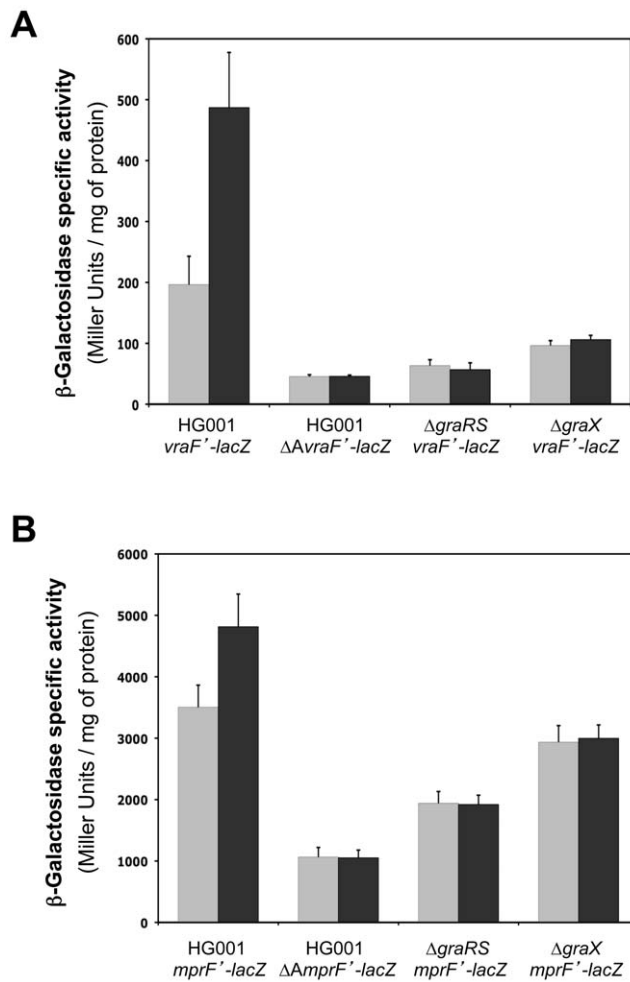 A
β-Galactosidase specific activity
(Miller Units / mg of protein)
600
500
400
300
200
100
0
HG001 HG001 ΔgraRS ΔgraX
vraF'-lacZ ΔAvraF'-lacZ vraF'-lacZ vraF'-lacZ
B
β-Galactosidase specific activity
(Miller Units / mg of protein)
6000
5000
4000
3000
2000
1000
0
HG001 HG001 ΔgraRS ΔgraX
mprF'-lacZ ΔAmprF'-lacZ mprF'-lacZ mprF'-lacZ